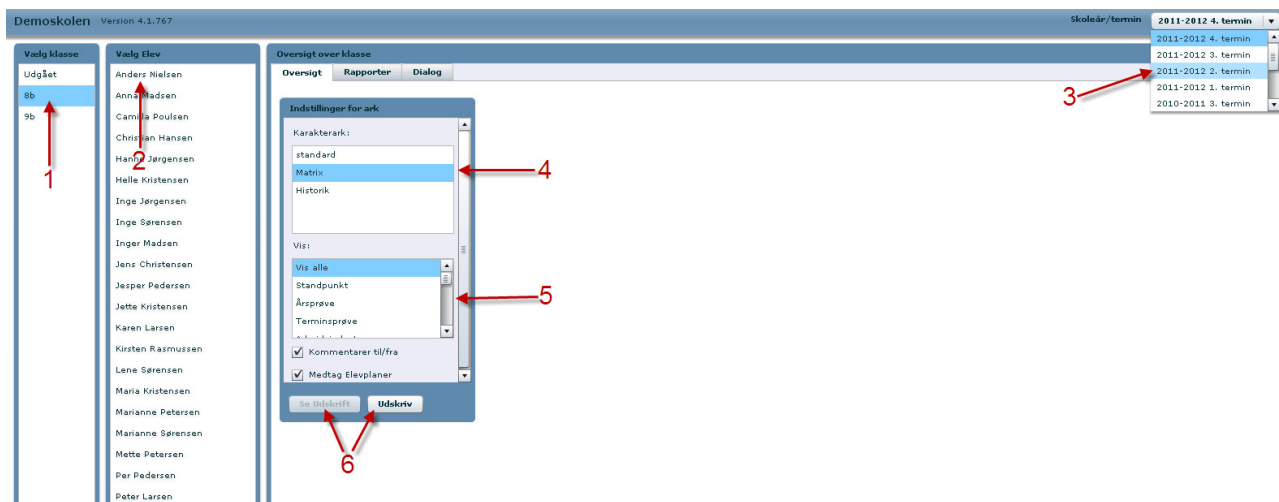 Demoskolen Version 4.1.767
Skoleår/termin 2011-2012 4. termin
2011-2012 4. termin
2011-2012 3. termin
2011-2012 2. termin
2011-2012 1. termin
2010-2011 3. termin
3
Vælg klasse
Udgået
8b
9b
1
Vælg Elev
Anders Nielsen
Anna Madsen
Camilla Poulsen
Christian Hansen
Hanne Jørgensen
Helle Kristensen
Inge Jørgensen
Inge Sørensen
Inger Madsen
Jens Christensen
Jesper Pedersen
Jette Kristensen
Karen Larsen
Kirsten Rasmussen
Lene Sørensen
Maria Kristensen
Marianne Petersen
Marianne Sørensen
Mette Petersen
Per Pedersen
Peter Larsen
2
Oversigt over klasse
Oversigt Rapporter Dialog
Indstillinger for ark
Karakterark:
standard
Matrix
Historik
4
Vis:
Vis alle
Standpunkt
Årsprøve
Terminsprøve
5
Kommentarer til/fra
Medtag Elevplaner
Se Udskrift Udskriv
6